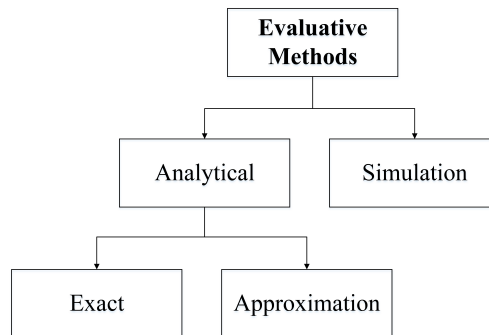 Evaluative
Methods
Analytical
Simulation
Exact
Approximation